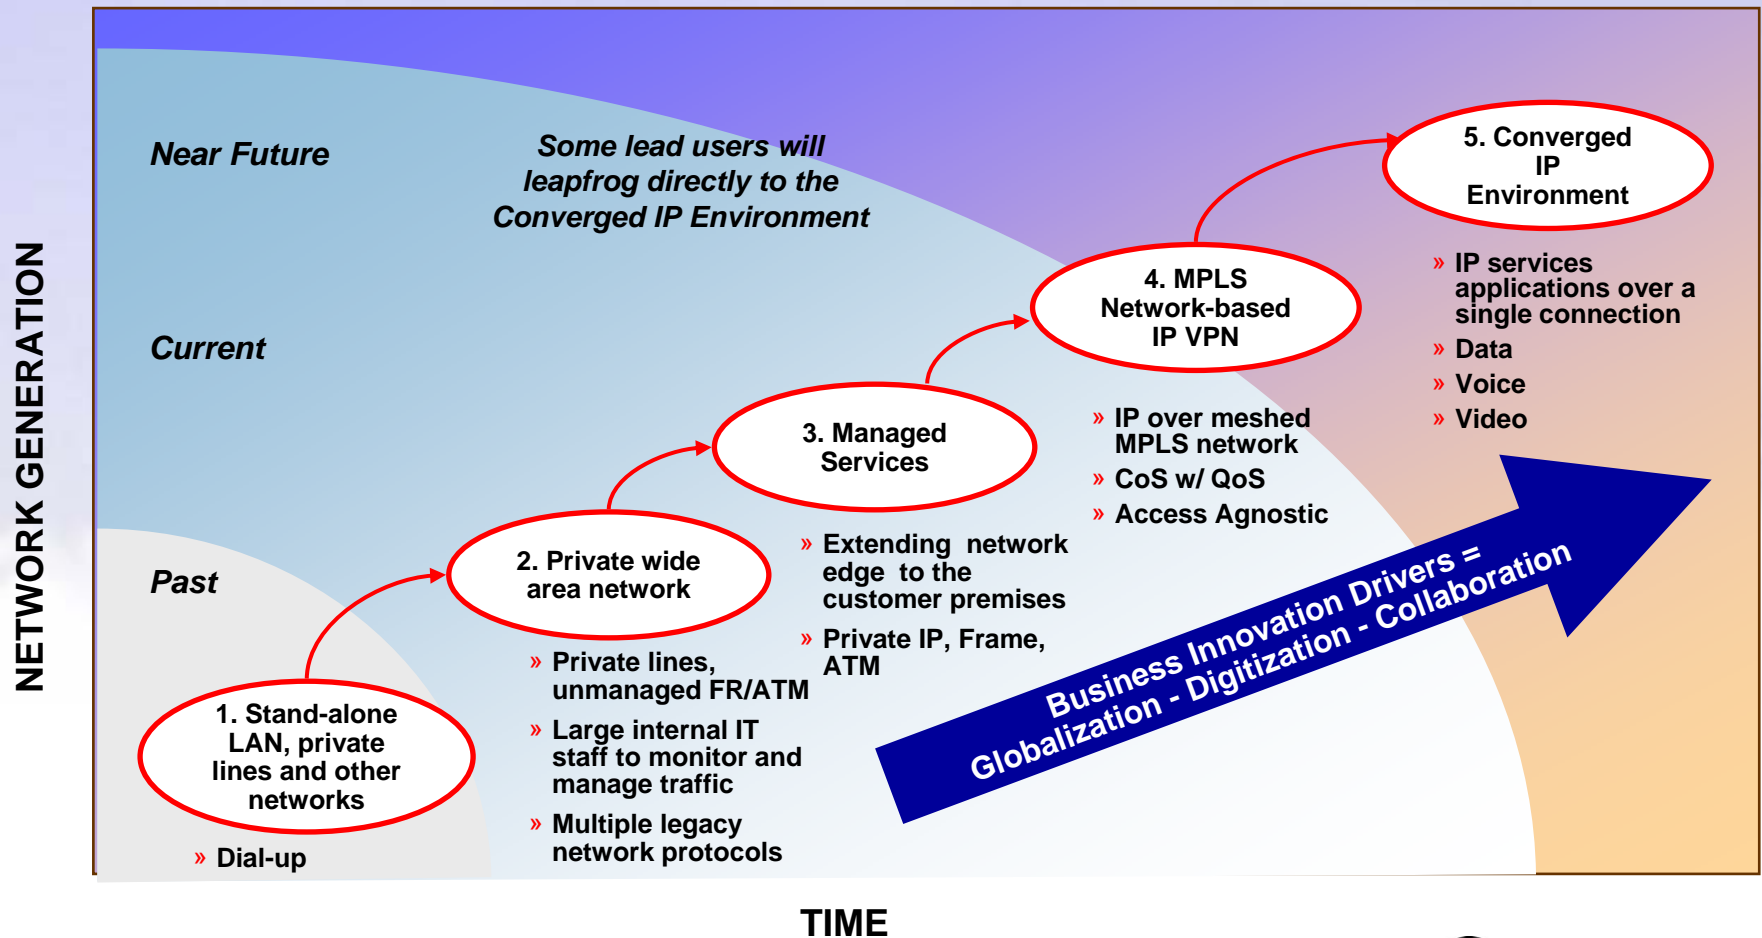 NETWORK GENERATION
Near Future
Some lead users will
leapfrog directly to the
Converged IP Environment
Current
Past
1. Stand-alone
LAN, private
lines and other
networks
» Dial-up
2. Private wide
area network
» Private lines,
unmanaged FR/ATM
» Large internal IT
staff to monitor and
manage traffic
» Multiple legacy
network protocols
3. Managed
Services
» Extending network
edge to the
customer premises
» Private IP, Frame,
ATM
4. MPLS
Network-based
IP VPN
» IP over meshed
MPLS network
» CoS w/ QoS
» Access Agnostic
5. Converged
IP
Environment
» IP services
applications over a
single connection
» Data
» Voice
» Video
Business Innovation Drivers =
Globalization - Digitization - Collaboration
TIME